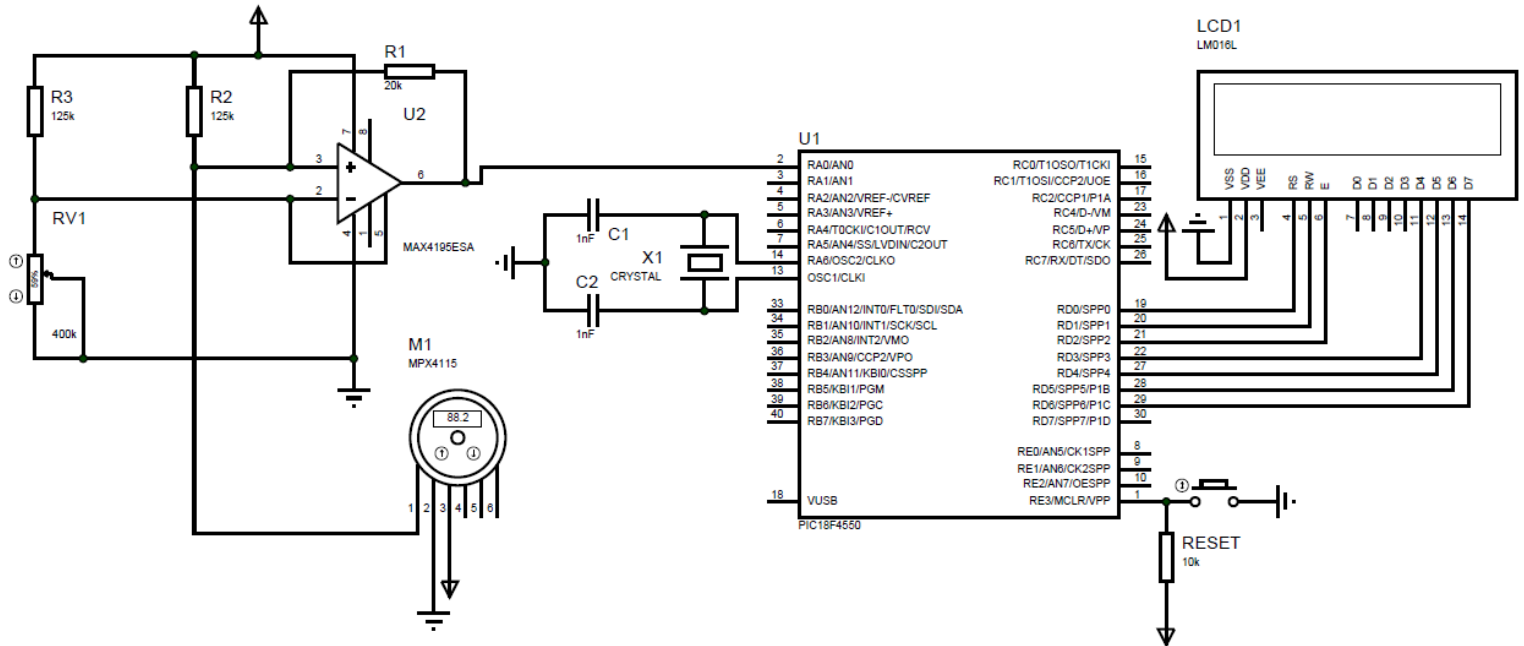 R3
125k
R2
125k
R1
20k
U2
7
8
3
+
2
−
6
4
1
5
MAX4195ESA
RV1
59%
400k
M1
MPX4115
88.2
1
2
3
4
5
6
C1
1nF
C2
1nF
X1
CRYSTAL
U1
2 RA0/AN0
3 RA1/AN1
4 RA2/AN2/VREF-/CVREF
5 RA3/AN3/VREF+
6 RA4/T0CKI/C1OUT/RCV
7 RA5/AN4/SS/LVDIN/C2OUT
14 RA6/OSC2/CLKO
13 OSC1/CLKI
33 RB0/AN12/INT0/FLT0/SDI/SDA
34 RB1/AN10/INT1/SCK/SCL
35 RB2/AN8/INT2/VMO
36 RB3/AN9/CCP2/VPO
37 RB4/AN11/KBI0/CSSPP
38 RB5/KBI1/PGM
39 RB6/KBI2/PGC
40 RB7/KBI3/PGD
18 VUSB
RC0/T1OSO/T1CKI 15
RC1/T1OSI/CCP2/UOE 16
RC2/CCP1/P1A 17
RC4/D-/VM 23
RC5/D+/VP 24
RC6/TX/CK 25
RC7/RX/DT/SDO 26
RD0/SPP0 19
RD1/SPP1 20
RD2/SPP2 21
RD3/SPP3 22
RD4/SPP4 27
RD5/SPP5/P1B 28
RD6/SPP6/P1C 29
RD7/SPP7/P1D 30
RE0/AN5/CK1SPP 8
RE1/AN6/CK2SPP 9
RE2/AN7/OESPP 10
RE3/MCLR/VPP 1
PIC18F4550
RESET
10k
LCD1
LM016L
VSS VDD VEE RS RW E D0 D1 D2 D3 D4 D5 D6 D7
1 2 3 4 5 6 7 8 9 10 11 12 13 14